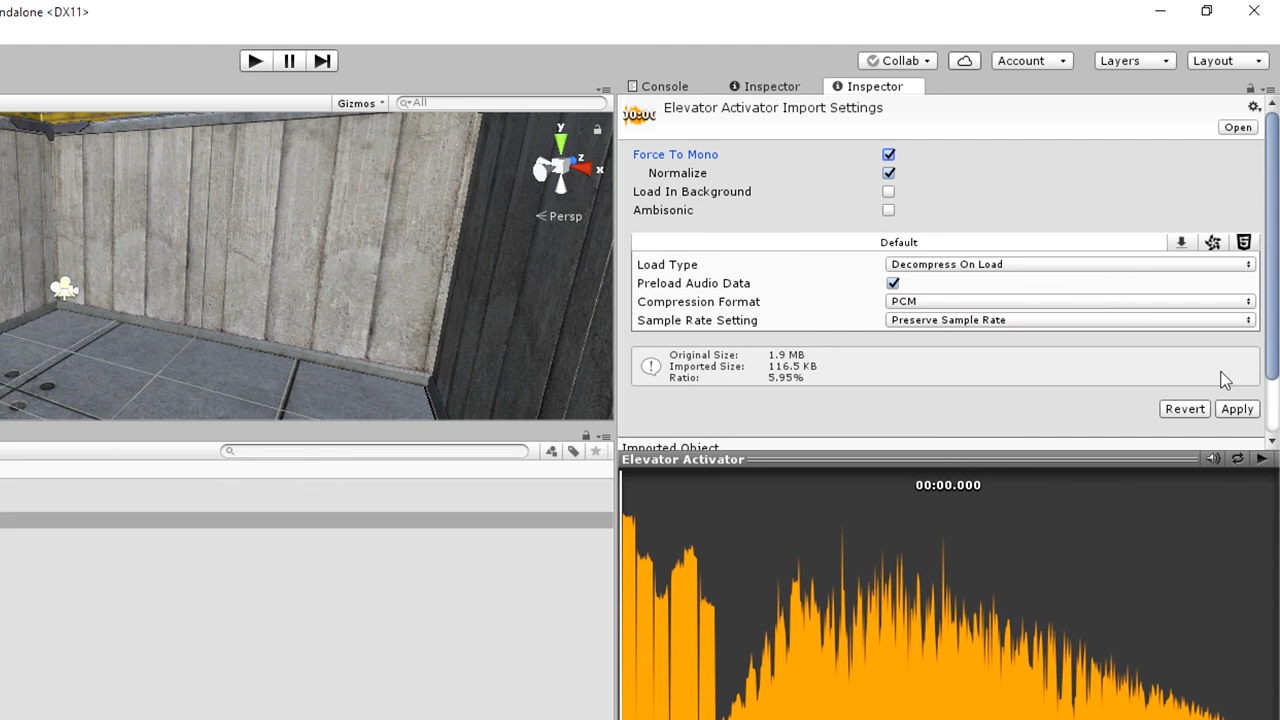 ndalone <DX11>
Collab
Account
Layers
Layout
Console
Inspector
Inspector
Gizmos
All
y
z
x
Persp
00:00
Elevator Activator Import Settings
Open
Force To Mono
Normalize
Load In Background
Ambisonic
Default
Load Type
Decompress On Load
Preload Audio Data
Compression Format
PCM
Sample Rate Setting
Preserve Sample Rate
Original Size: 1.9 MB
Imported Size: 116.5 KB
Ratio: 5.95%
Revert
Apply
Imported Object
Elevator Activator
00:00.000